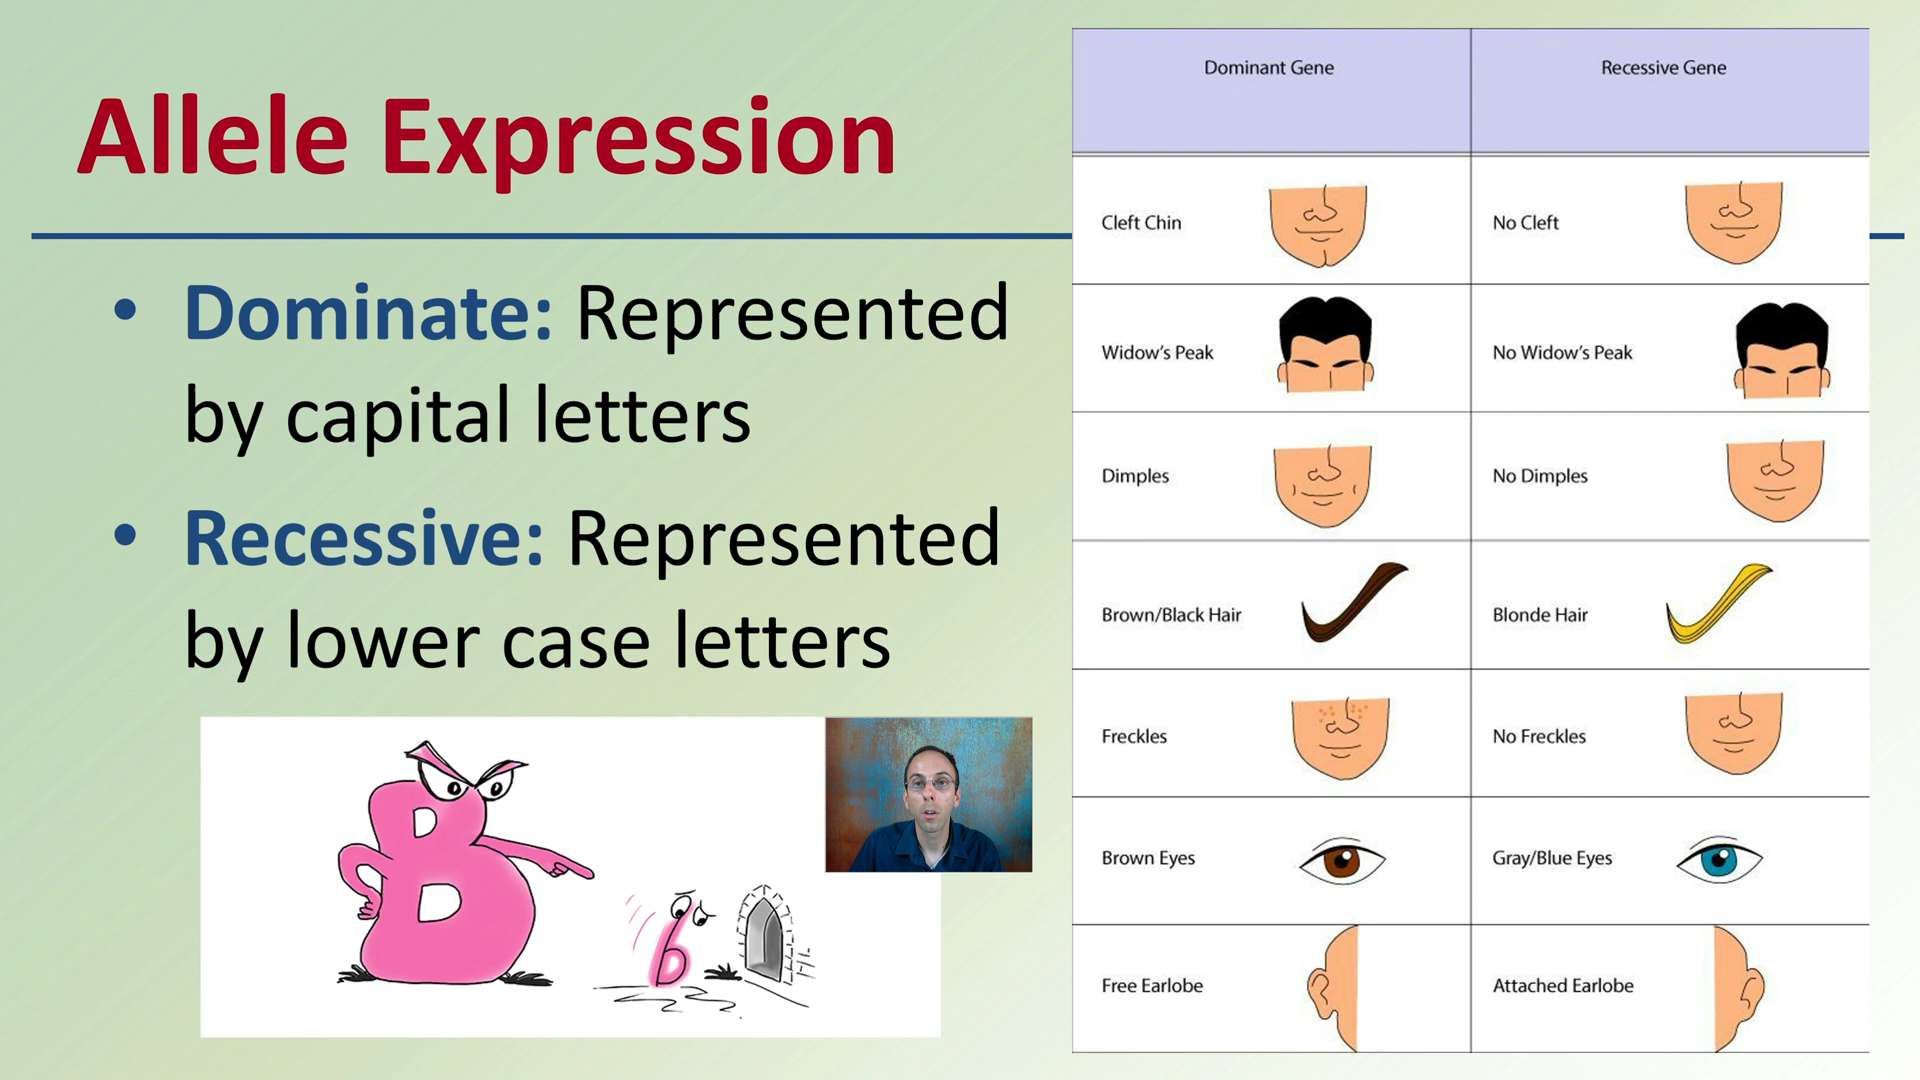 Allele Expression
• Dominate: Represented
by capital letters
• Recessive: Represented
by lower case letters
B
b
Dominant Gene
Recessive Gene
Cleft Chin
No Cleft
Widow's Peak
No Widow's Peak
Dimples
No Dimples
Brown/Black Hair
Blonde Hair
Freckles
No Freckles
Brown Eyes
Gray/Blue Eyes
Free Earlobe
Attached Earlobe